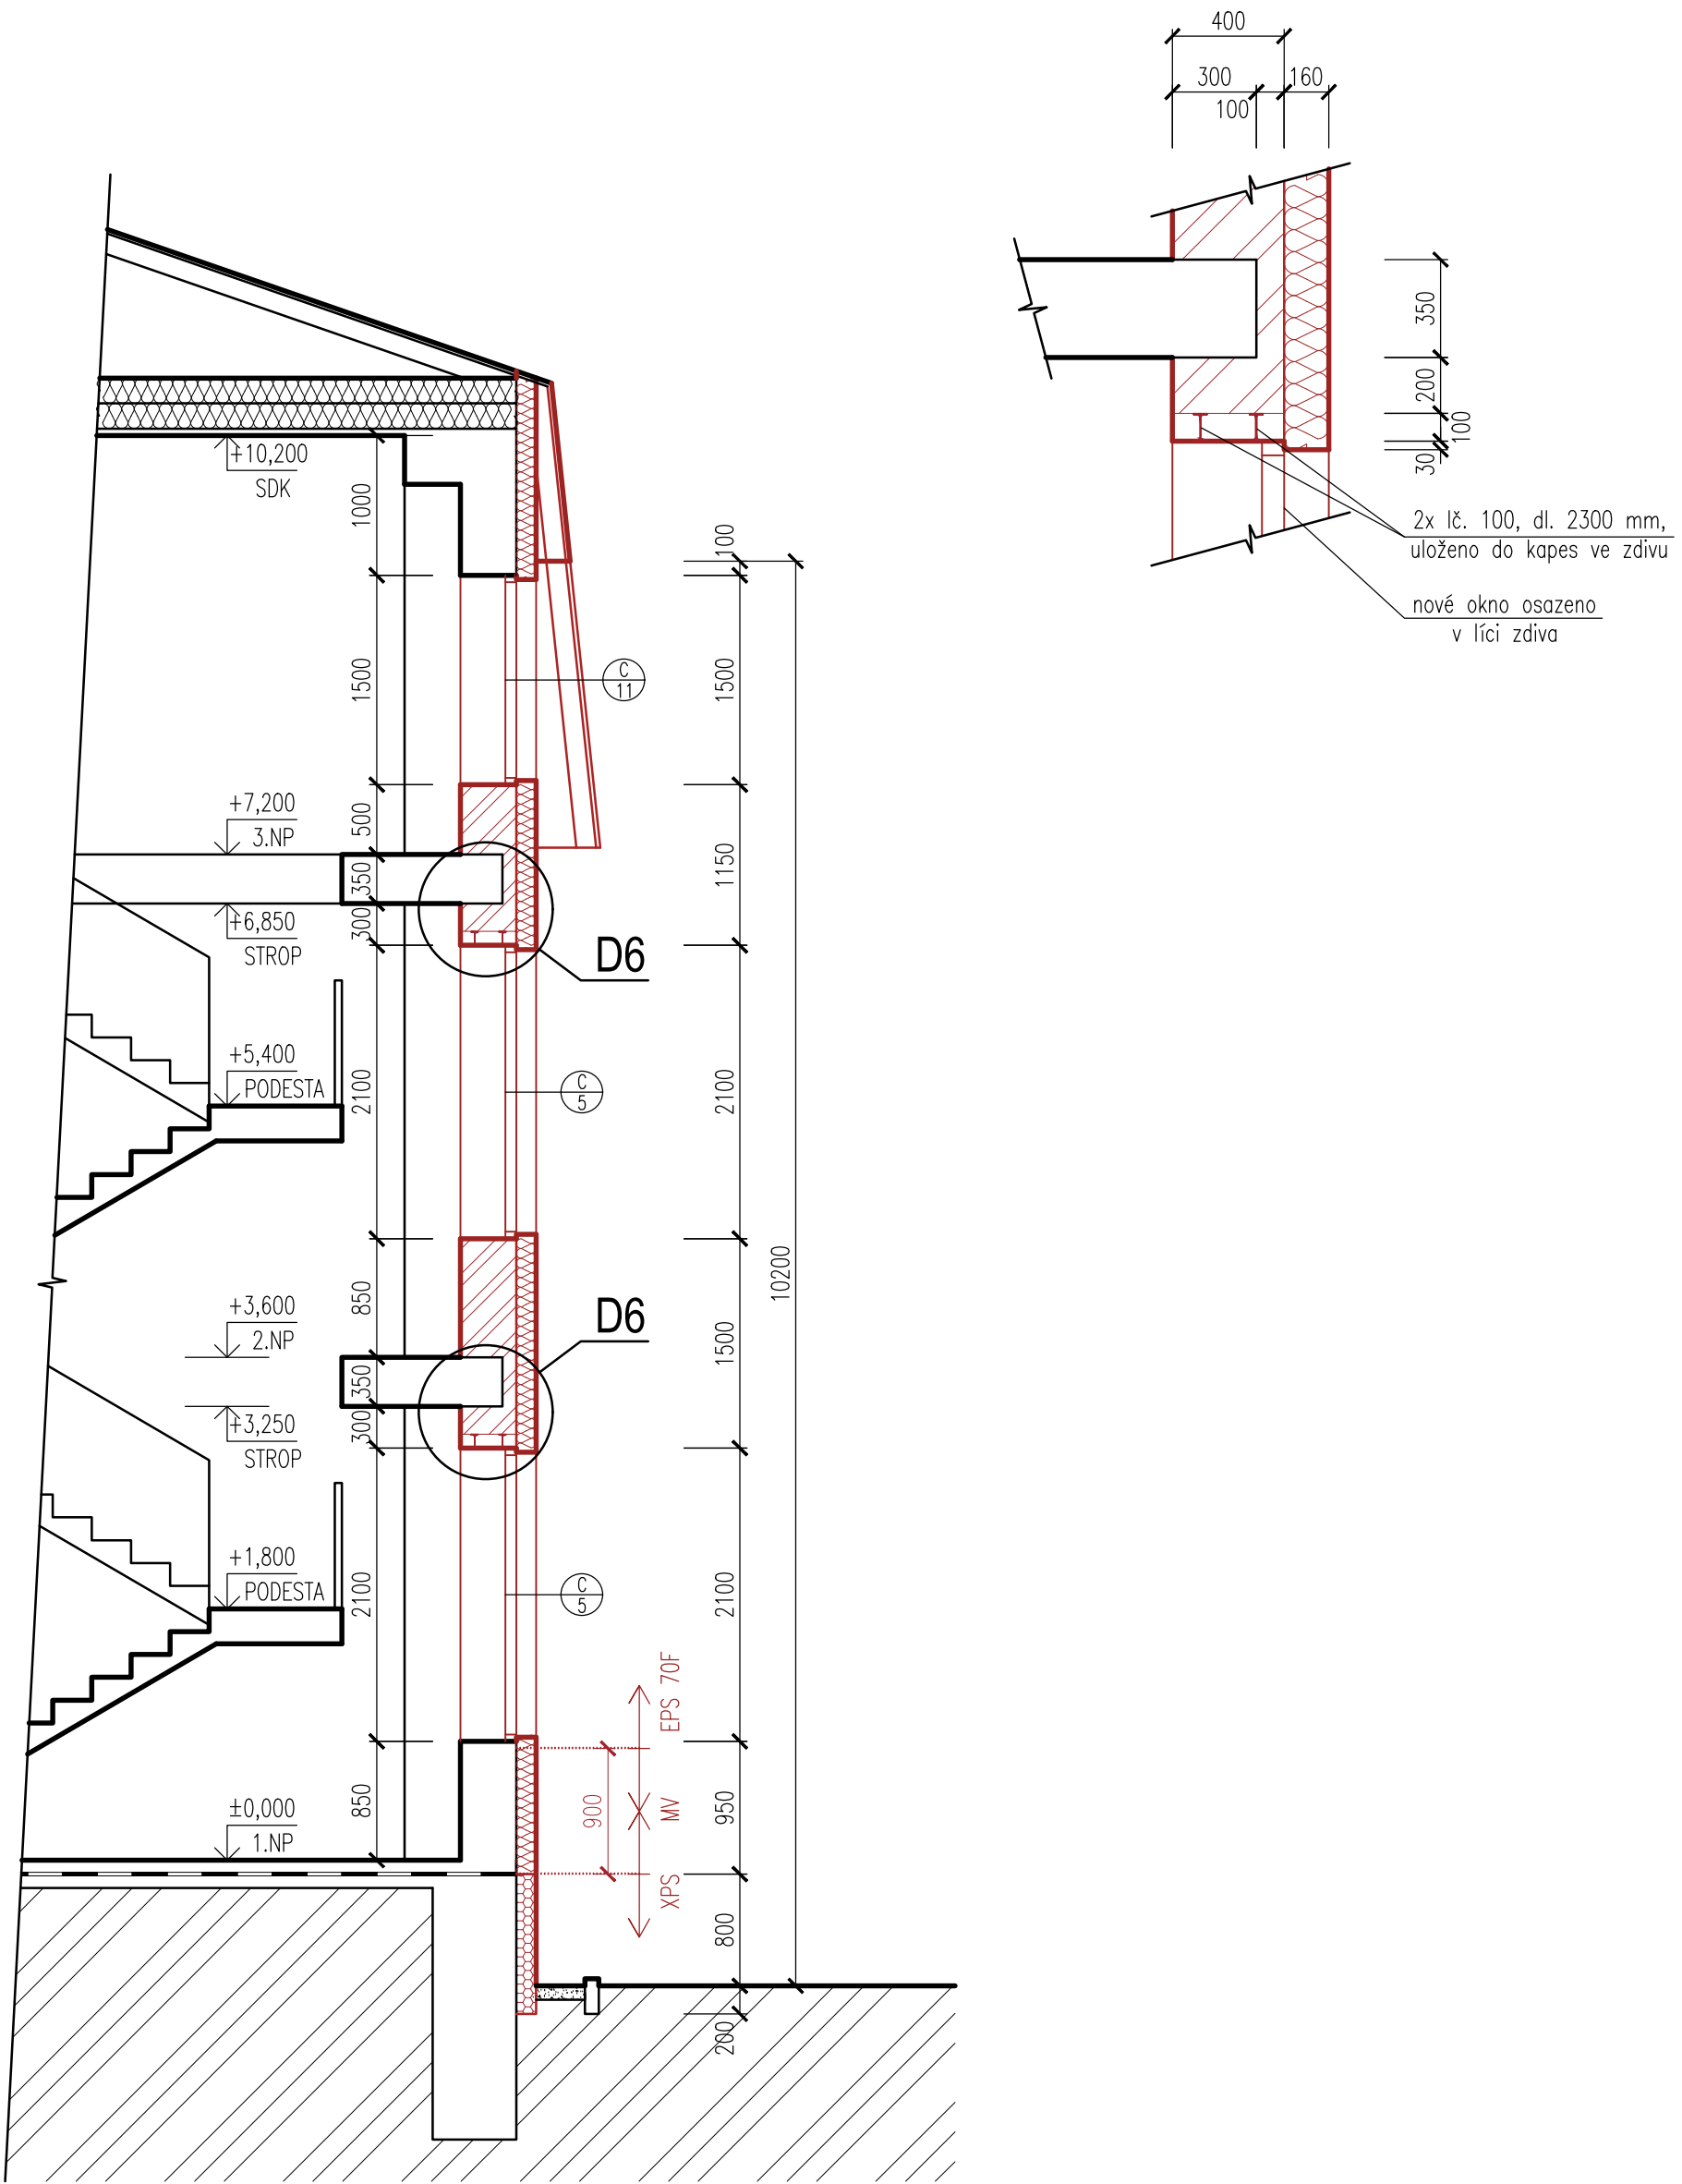 400
300
160
100
350
200
100
30
2x Ič. 100, dl. 2300 mm,
uloženo do kapes ve zdivu
nové okno osazeno
v líci zdiva
+10,200
SDK
1000
100
1500
1500
C
11
+7,200
3.NP
500
350
1150
+6,850
STROP
300
D6
+5,400
PODESTA
2100
2100
C
5
10200
850
+3,600
2.NP
D6
350
1500
+3,250
STROP
300
+1,800
PODESTA
2100
2100
C
5
EPS 70F
900
MV
950
850
±0,000
1.NP
XPS
800
200